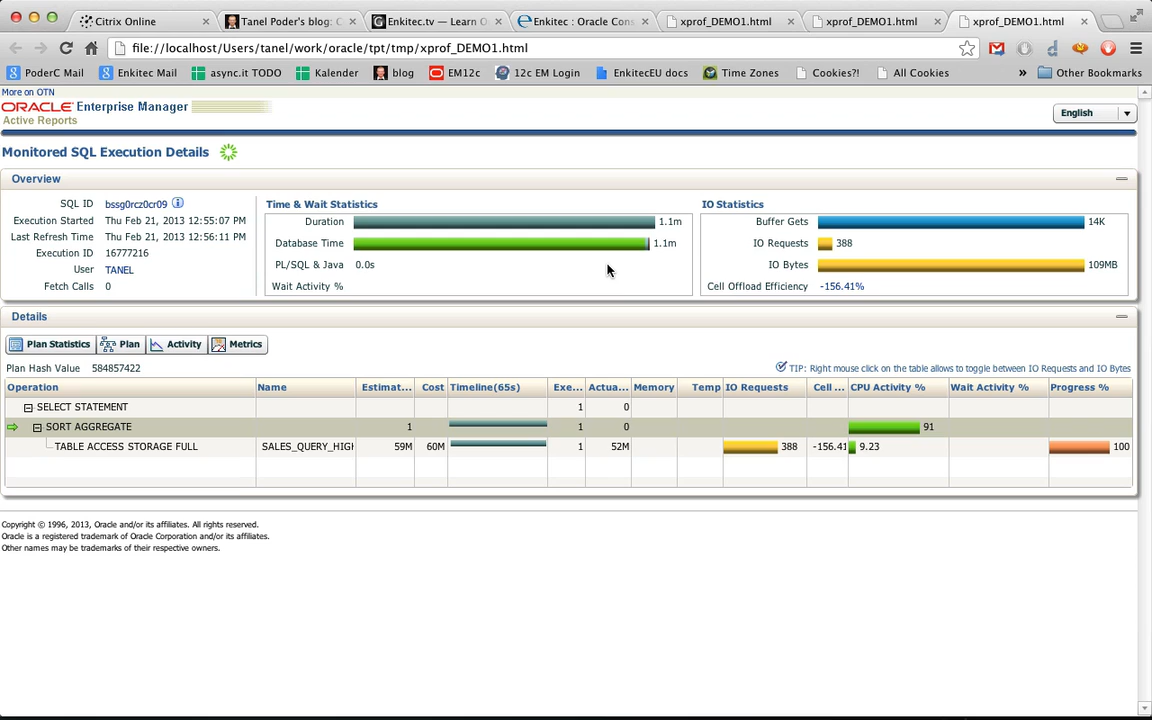 Citrix Online
Tanel Poder's blog: C
Enkitec.tv — Learn O
Enkitec : Oracle Cons
xprof_DEMO1.html
xprof_DEMO1.html
xprof_DEMO1.html
file://localhost/Users/tanel/work/oracle/tpt/tmp/xprof_DEMO1.html
PoderC Mail Enkitec Mail async.it TODO Kalender blog EM12c 12c EM Login EnkitecEU docs Time Zones Cookies?! All Cookies » Other Bookmarks
More on OTN
ORACLE Enterprise Manager
Active Reports
English
Monitored SQL Execution Details
Overview
SQL ID bssg0rcz0cr09
Execution Started Thu Feb 21, 2013 12:55:07 PM
Last Refresh Time Thu Feb 21, 2013 12:56:11 PM
Execution ID 16777216
User TANEL
Fetch Calls 0
Time & Wait Statistics
Duration 1.1m
Database Time 1.1m
PL/SQL & Java 0.0s
Wait Activity %
IO Statistics
Buffer Gets 14K
IO Requests 388
IO Bytes 109MB
Cell Offload Efficiency -156.41%
Details
Plan Statistics Plan Activity Metrics
Plan Hash Value 584857422
TIP: Right mouse click on the table allows to toggle between IO Requests and IO Bytes
Operation Name Estimat... Cost Timeline(65s) Exe... Actua... Memory Temp IO Requests Cell ... CPU Activity % Wait Activity % Progress %
SELECT STATEMENT 1 0
SORT AGGREGATE 1 1 0 91
TABLE ACCESS STORAGE FULL SALES_QUERY_HIGH 59M 60M 1 52M 388 -156.41 9.23 100
Copyright © 1996, 2013, Oracle and/or its affiliates. All rights reserved.
Oracle is a registered trademark of Oracle Corporation and/or its affiliates.
Other names may be trademarks of their respective owners.